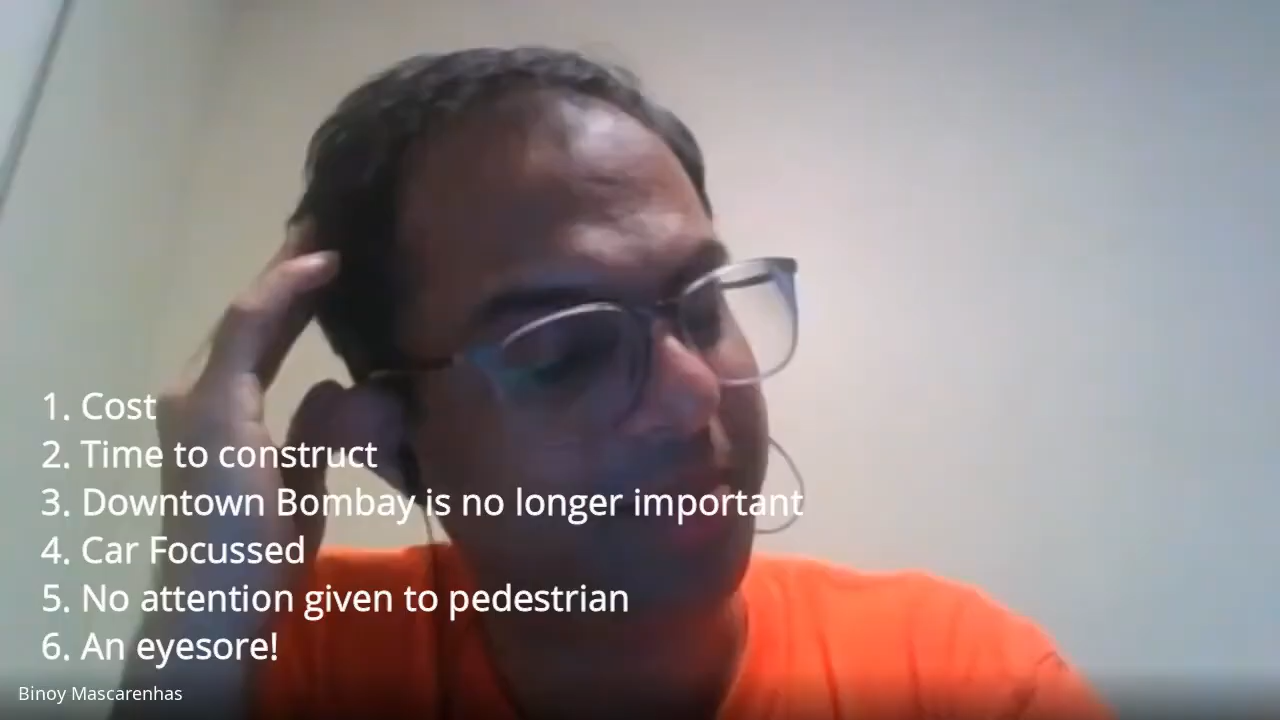 1. Cost
2. Time to construct
3. Downtown Bombay is no longer important
4. Car Focussed
5. No attention given to pedestrian
6. An eyesore!
Binoy Mascarenhas